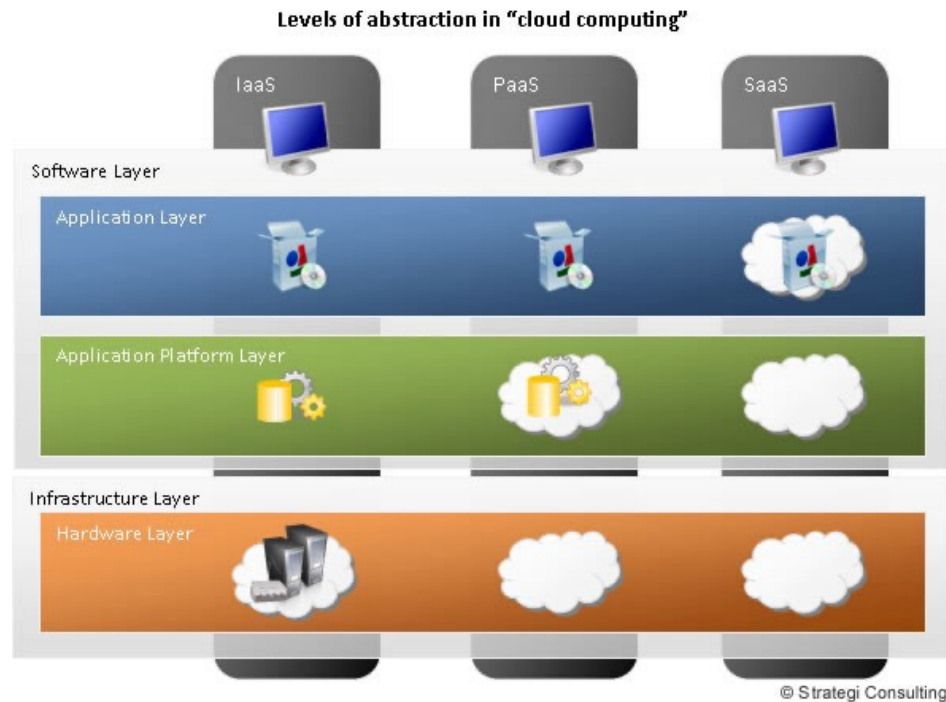 Levels of abstraction in “cloud computing”
IaaS
PaaS
SaaS
Software Layer
Application Layer
Application Platform Layer
Infrastructure Layer
Hardware Layer
© Strategi Consulting